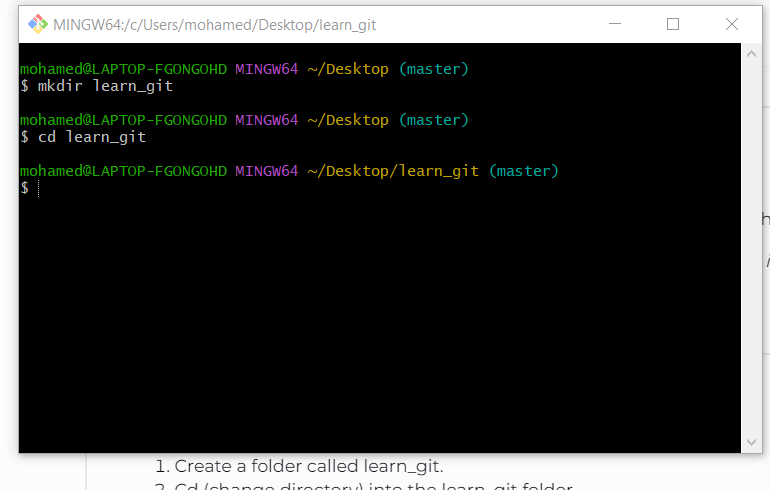 MINGW64:/c/Users/mohamed/Desktop/learn_git
mohamed@LAPTOP-FGONGOHD MINGW64 ~/Desktop (master)
$ mkdir learn_git
mohamed@LAPTOP-FGONGOHD MINGW64 ~/Desktop (master)
$ cd learn_git
mohamed@LAPTOP-FGONGOHD MINGW64 ~/Desktop/learn_git (master)
$
h
i
1. Create a folder called learn_git.
2. Cd (change directory) into the learn_git folder